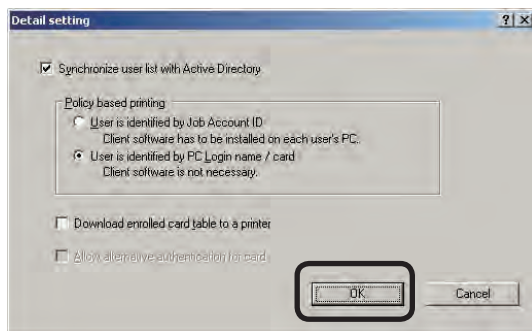 Detail setting
Synchronize user list with Active Directory
Policy based printing
User is identified by Job Account ID
Client software has to be installed on each user's PC.
User is identified by PC Login name / card
Client software is not necessary.
Download enrolled card table to a printer
Allow alternative authentication for card
OK
Cancel